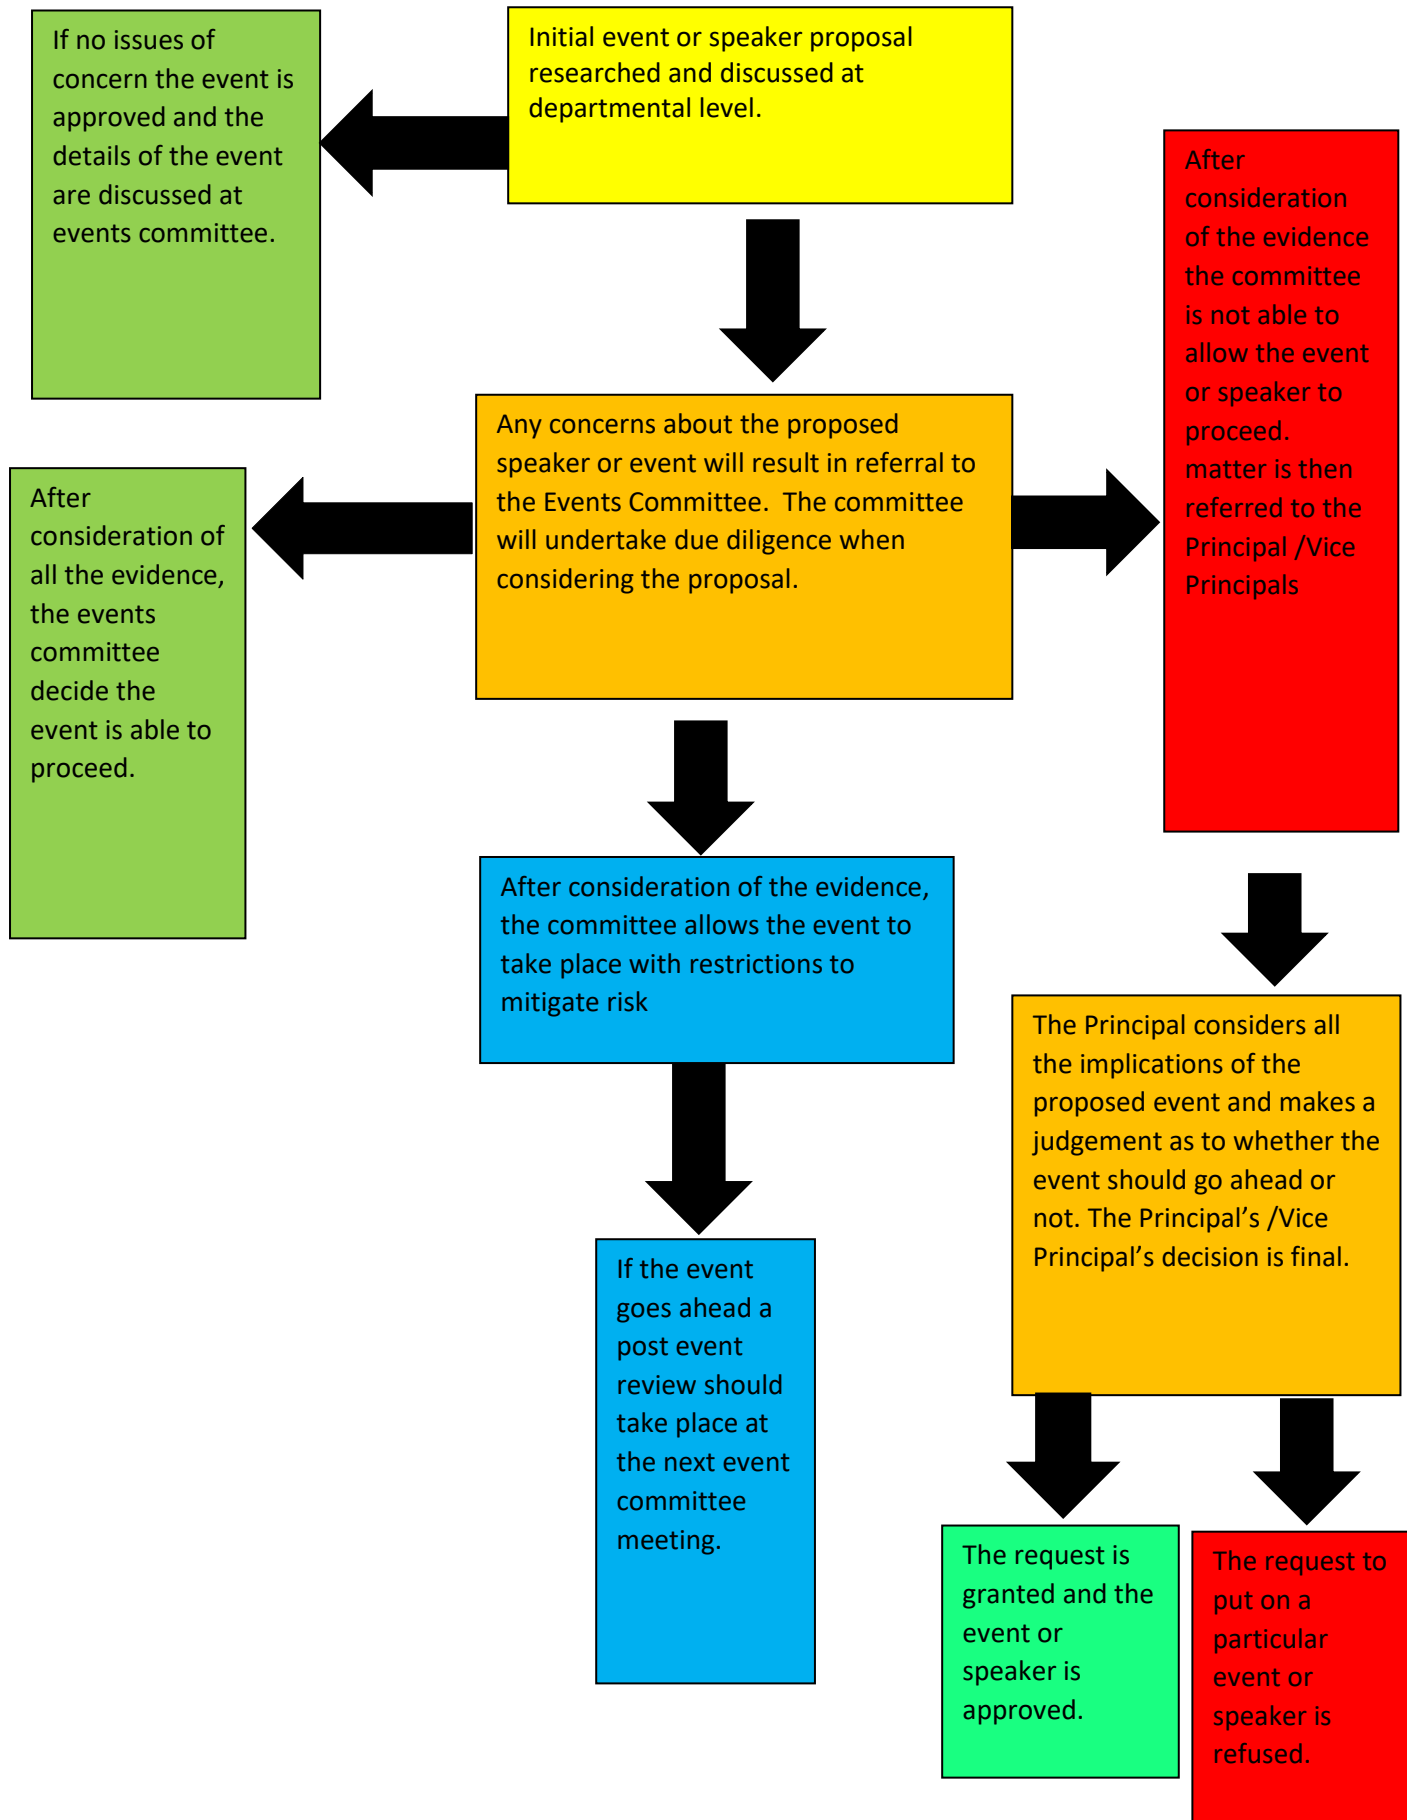 If no issues of
concern the event is
approved and the
details of the event
are discussed at
events committee.
Initial event or speaker proposal
researched and discussed at
departmental level.
After
consideration
of the evidence
the committee
is not able to
allow the event
or speaker to
proceed.
matter is then
referred to the
Principal /Vice
Principals
Any concerns about the proposed
speaker or event will result in referral to
the Events Committee.  The committee
will undertake due diligence when
considering the proposal.
After
consideration of
all the evidence,
the events
committee
decide the
event is able to
proceed.
After consideration of the evidence,
the committee allows the event to
take place with restrictions to
mitigate risk
The Principal considers all
the implications of the
proposed event and makes a
judgement as to whether the
event should go ahead or
not. The Principal’s /Vice
Principal’s decision is final.
If the event
goes ahead a
post event
review should
take place at
the next event
committee
meeting.
The request is
granted and the
event or
speaker is
approved.
The request to
put on a
particular
event or
speaker is
refused.